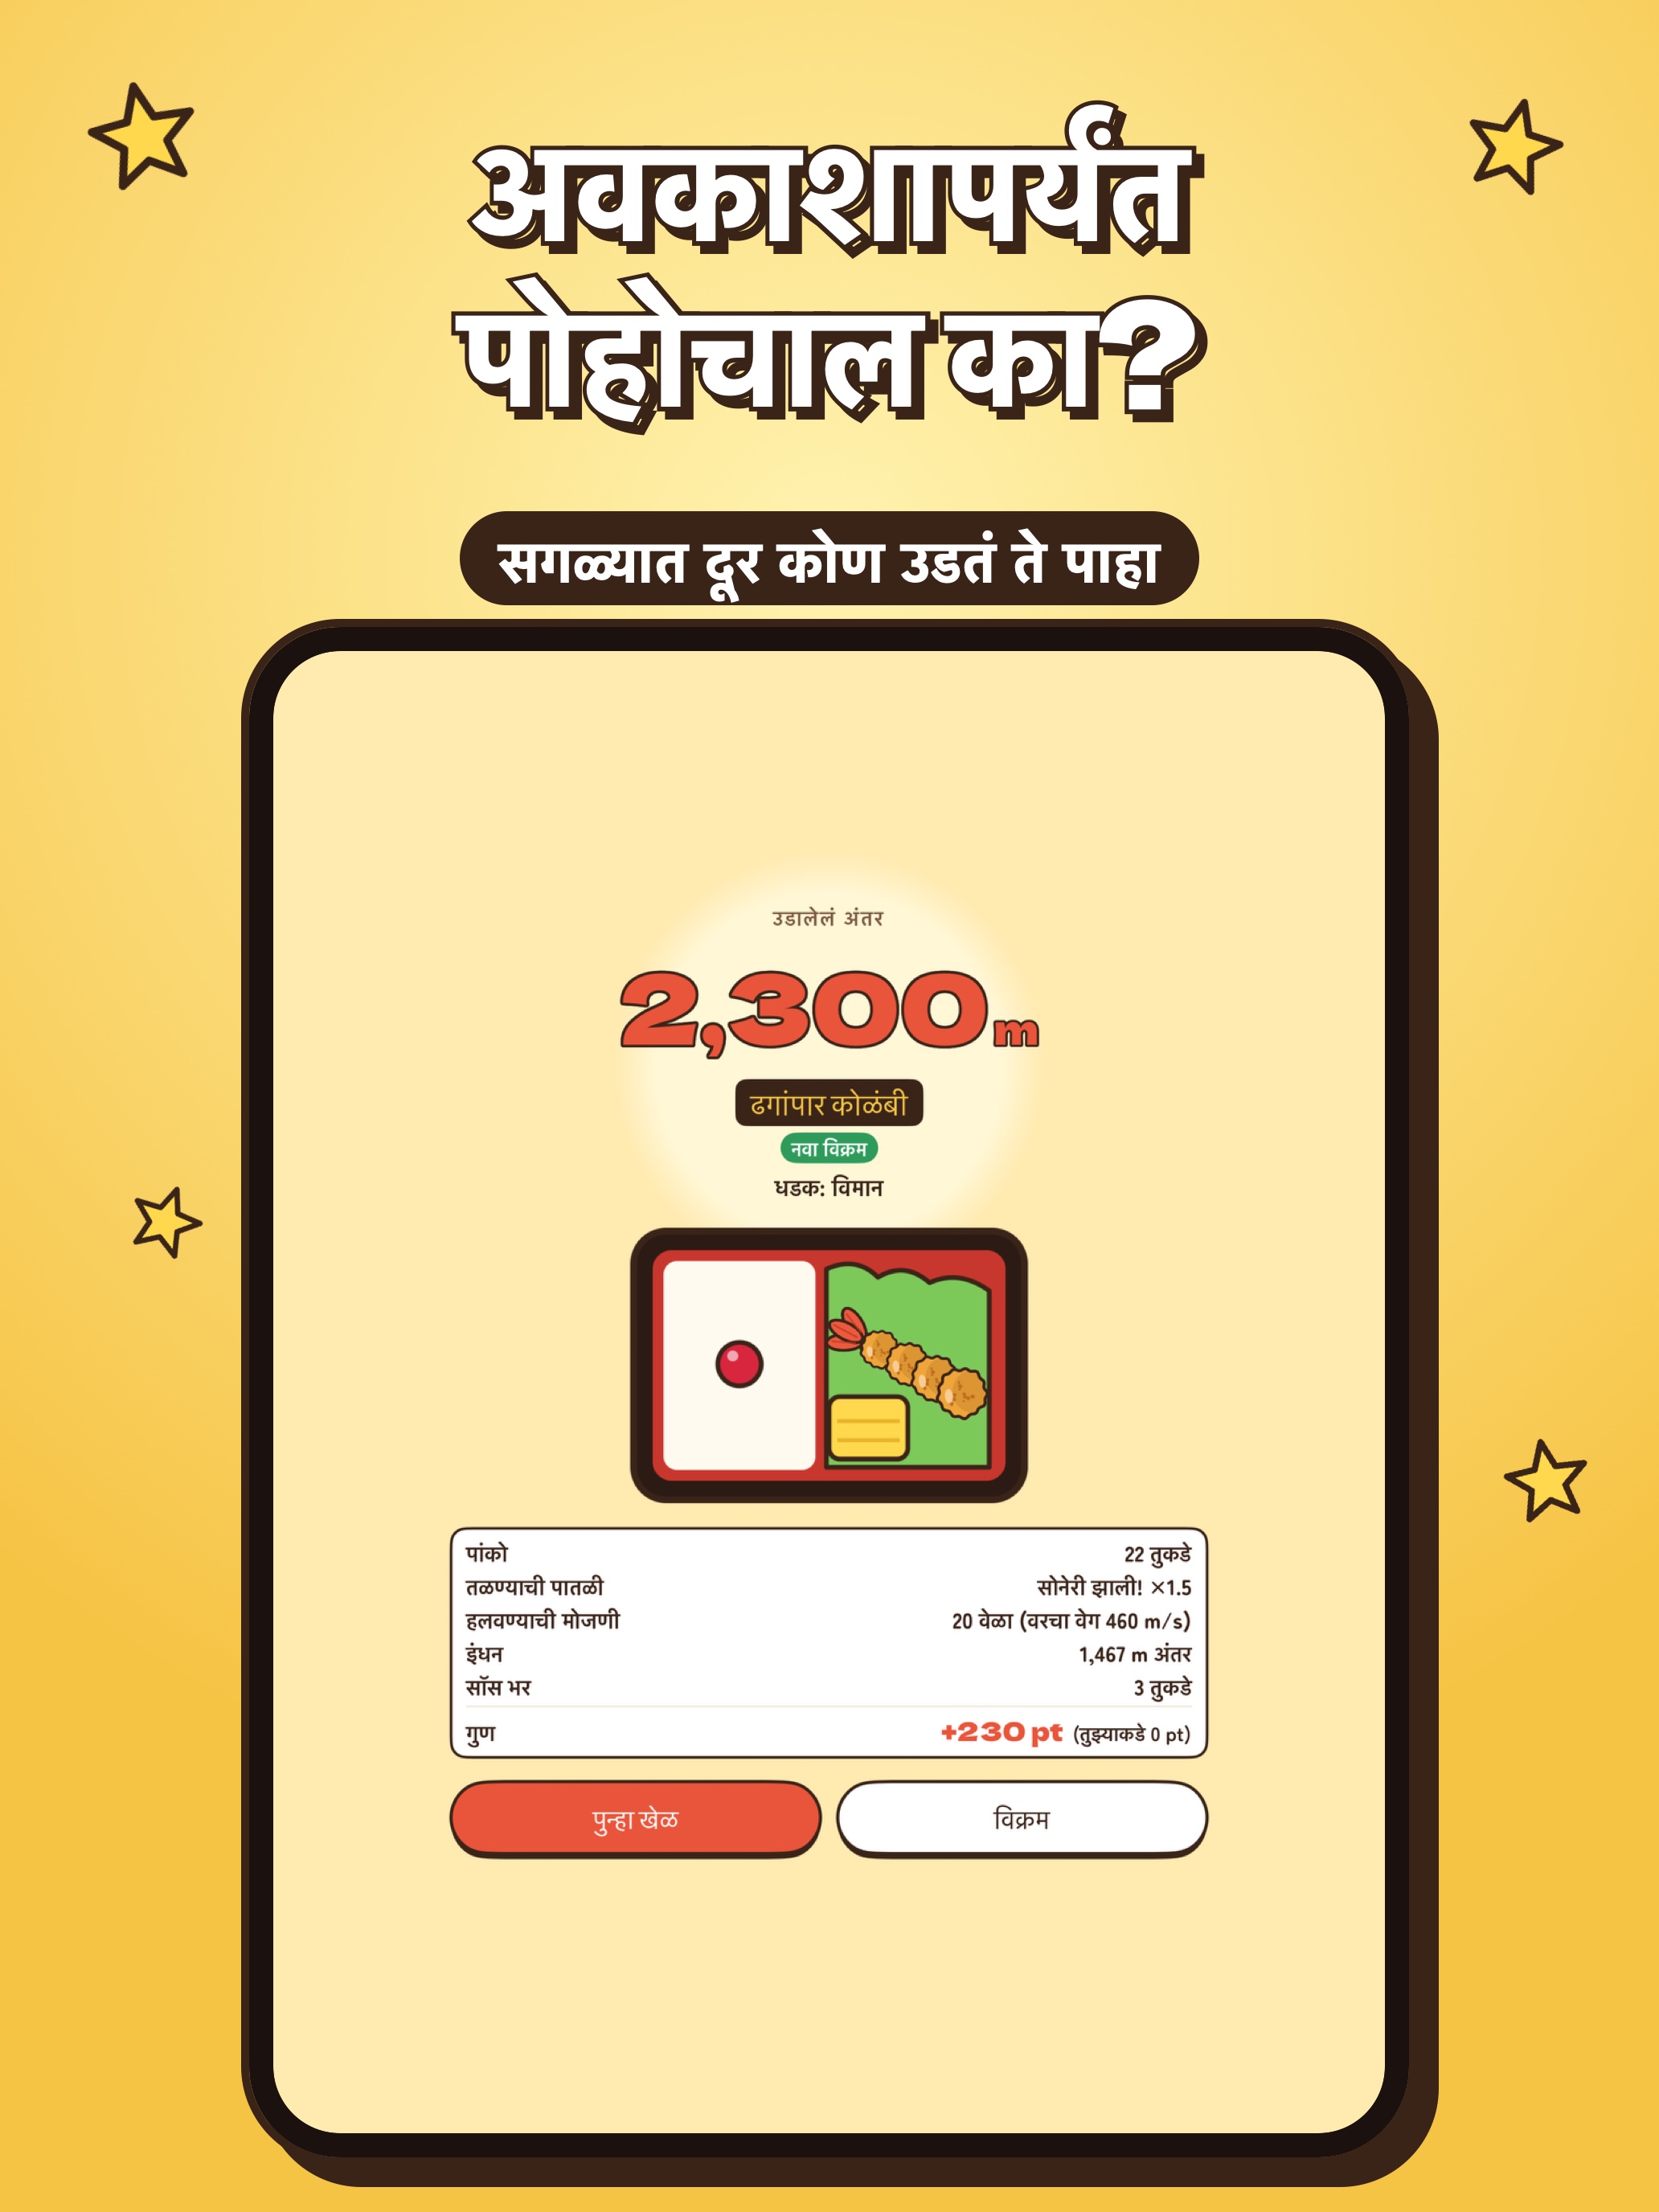 अवकाशापर्यंत
पोहोचाल का?
सगळ्यात दूर कोण उडतं ते पाहा
उडालेलं अंतर
2,300 m
ढगांपार कोळंबी
नवा विक्रम
धडक: विमान
पांको 22 तुकडे
तळण्याची पातळी सोनेरी झाली! ×1.5
हलवण्याची मोजणी 20 वेळा (वरचा वेग 460 m/s)
इंधन 1,467 m अंतर
सॉस भर 3 तुकडे
गुण +230 pt (तुझ्याकडे 0 pt)
पुन्हा खेळ विक्रम